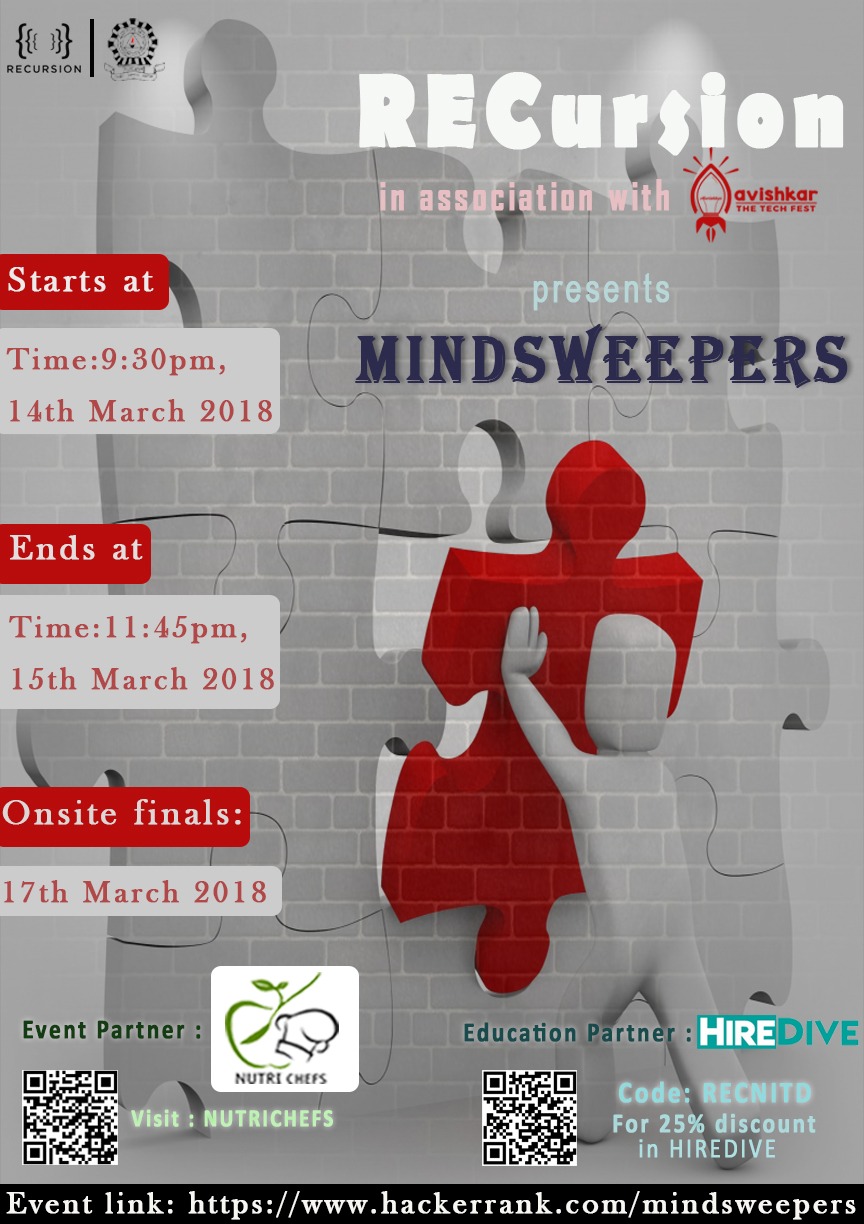 RECURSION
RECursion
in association with
avishkar
THE TECH FEST
presents
MINDSWEEPERS
Starts at
Time:9:30pm,
14th March 2018
Ends at
Time:11:45pm,
15th March 2018
Onsite finals:
17th March 2018
Event Partner :
NUTRI CHEFS
Visit : NUTRICHEFS
Education Partner :
HIREDIVE
Code: RECNITD
For 25% discount
in HIREDIVE
Event link: https://www.hackerrank.com/mindsweepers